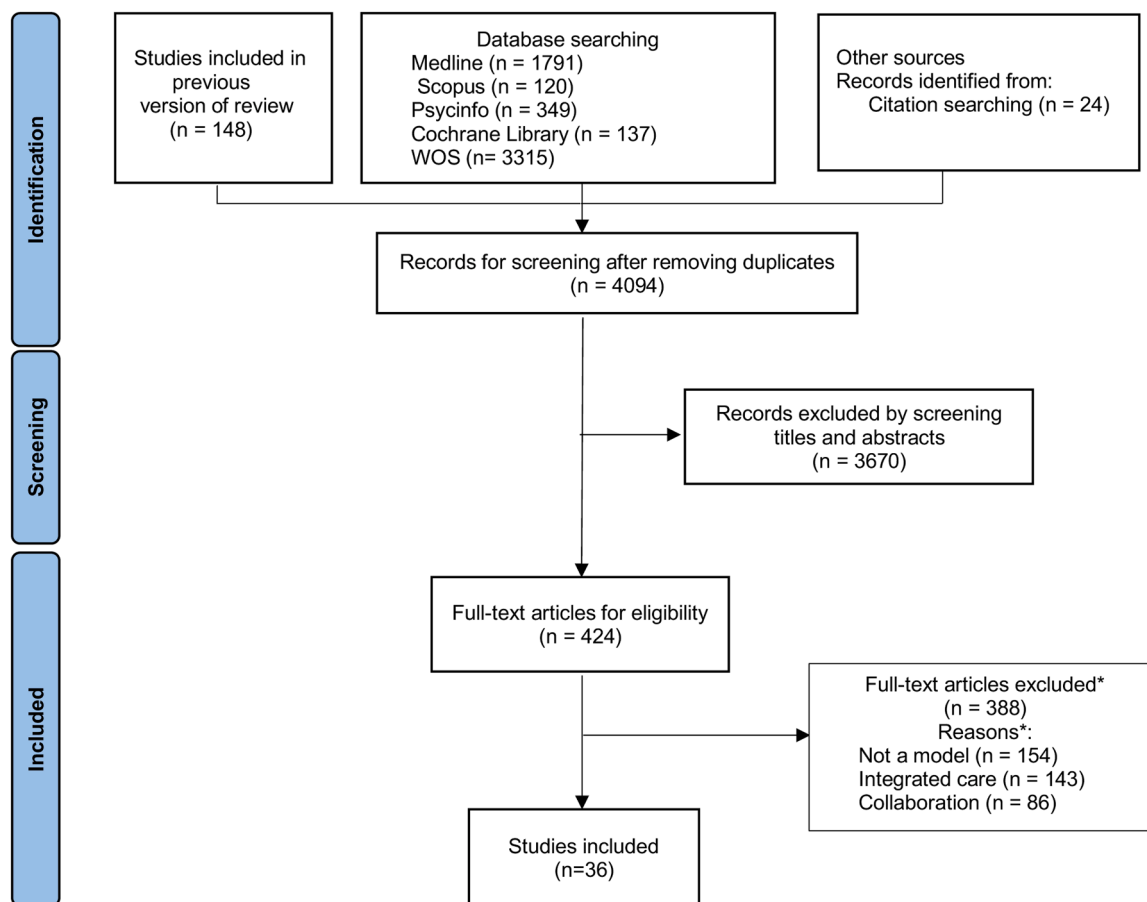 Identification
Studies included in
previous
version of review
(n = 148)
Database searching
Medline (n = 1791)
Scopus (n = 120)
Psycinfo (n = 349)
Cochrane Library (n = 137)
WOS (n= 3315)
Other sources
Records identified from:
Citation searching (n = 24)
Records for screening after removing duplicates
(n = 4094)
Screening
Records excluded by screening
titles and abstracts
(n = 3670)
Included
Full-text articles for eligibility
(n = 424)
Full-text articles excluded*
(n = 388)
Reasons*:
Not a model (n = 154)
Integrated care (n = 143)
Collaboration (n = 86)
Studies included
(n=36)